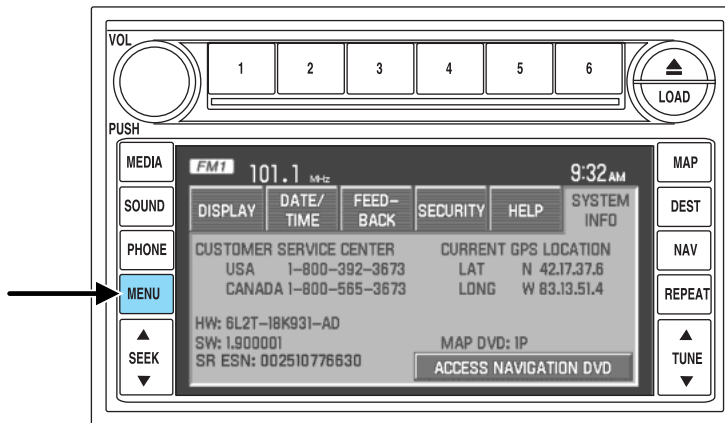 VOL
1 2 3 4 5 6
LOAD
PUSH
MEDIA
SOUND
PHONE
MENU
SEEK
FM1 101.1 MHz 9:32 AM
DISPLAY DATE/ TIME FEED- BACK SECURITY HELP SYSTEM INFO
CUSTOMER SERVICE CENTER
USA 1-800-392-3673
CANADA 1-800-565-3673
CURRENT GPS LOCATION
LAT N 42.17.37.6
LONG W 83.13.51.4
HW: 6L2T-18K931-AD
SW: 1.900001
SR ESN: 002510776630
MAP DVD: 1P
ACCESS NAVIGATION DVD
MAP
DEST
NAV
REPEAT
TUNE